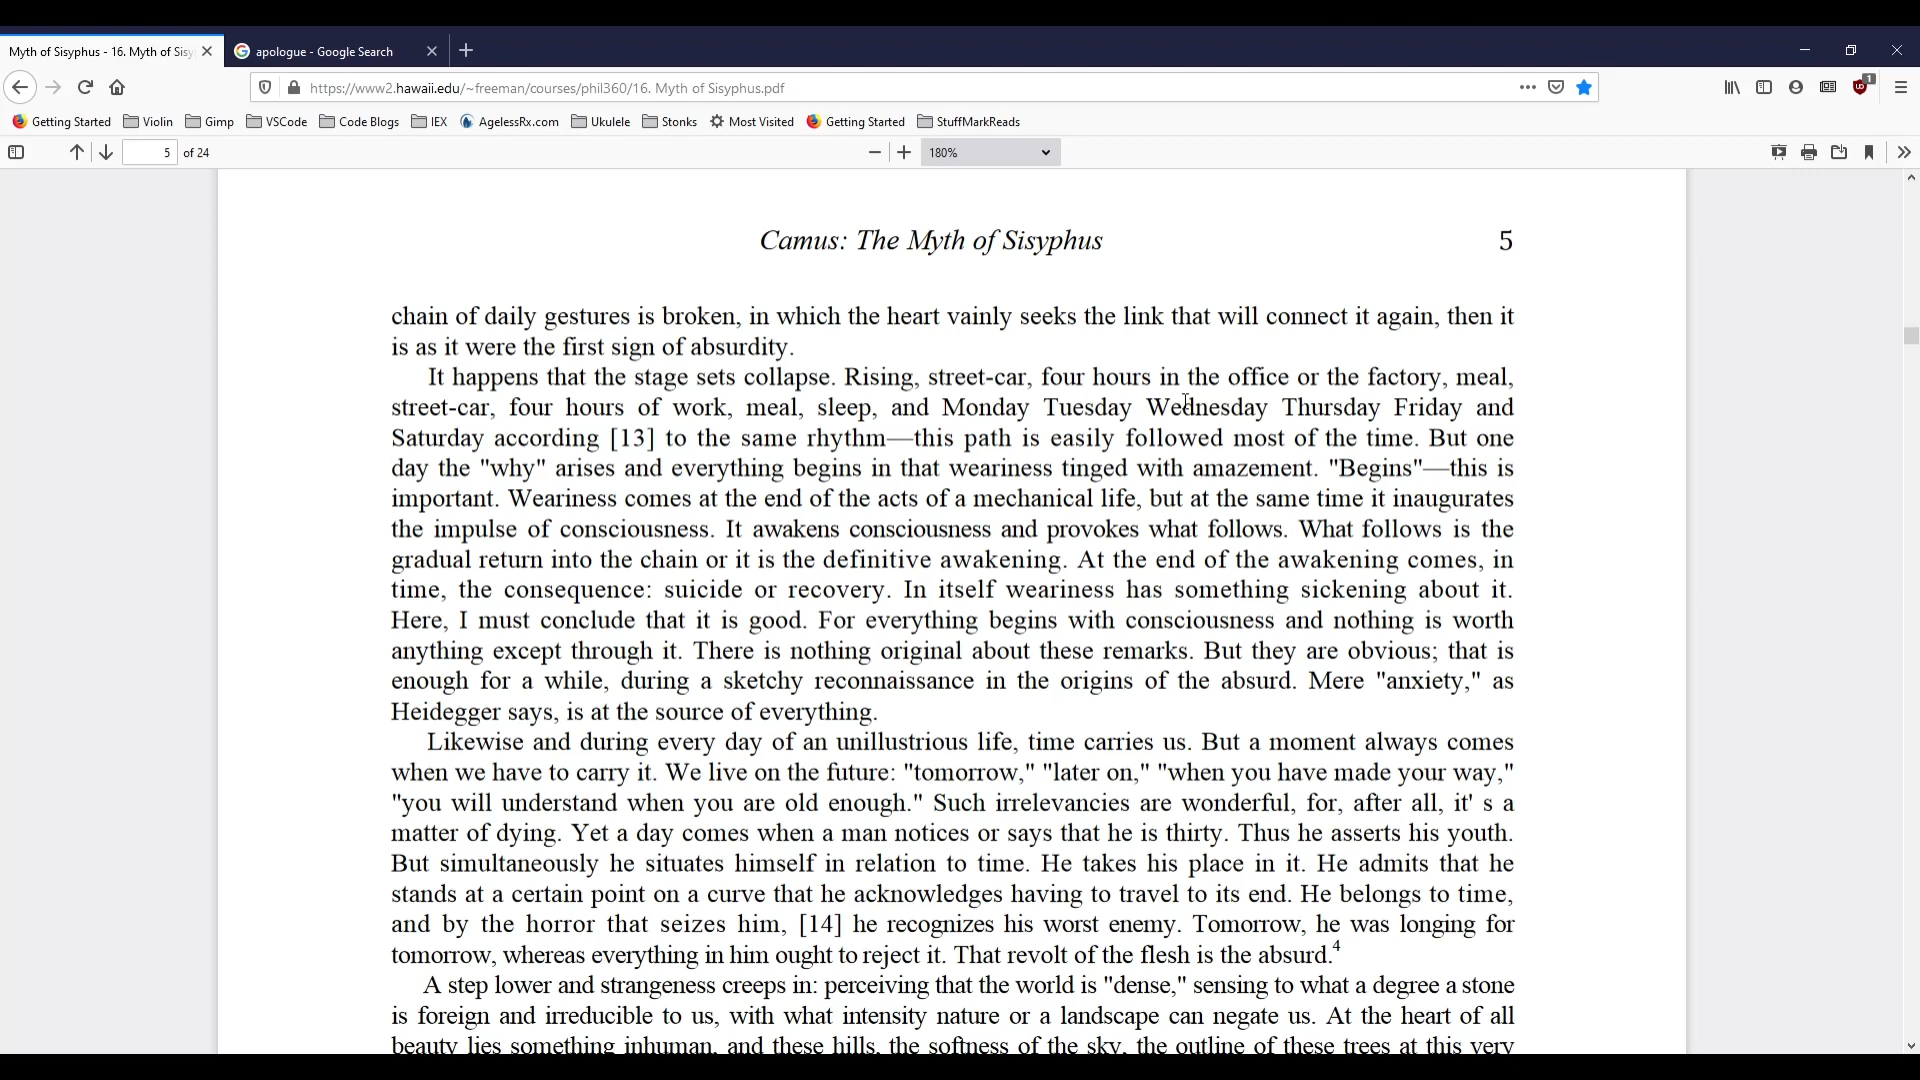 Myth of Sisyphus - 16. Myth of Sisy
apologue - Google Search
https://www2.hawaii.edu/~freeman/courses/phil360/16. Myth of Sisyphus.pdf
1
Getting Started Violin Gimp VSCode Code Blogs IEX AgelessRx.com Ukulele Stonks Most Visited Getting Started StuffMarkReads
5 of 24 180%
Camus: The Myth of Sisyphus 5
chain of daily gestures is broken, in which the heart vainly seeks the link that will connect it again, then it
is as it were the first sign of absurdity.
It happens that the stage sets collapse. Rising, street-car, four hours in the office or the factory, meal,
street-car, four hours of work, meal, sleep, and Monday Tuesday Wednesday Thursday Friday and
Saturday according [13] to the same rhythm—this path is easily followed most of the time. But one
day the "why" arises and everything begins in that weariness tinged with amazement. "Begins"—this is
important. Weariness comes at the end of the acts of a mechanical life, but at the same time it inaugurates
the impulse of consciousness. It awakens consciousness and provokes what follows. What follows is the
gradual return into the chain or it is the definitive awakening. At the end of the awakening comes, in
time, the consequence: suicide or recovery. In itself weariness has something sickening about it.
Here, I must conclude that it is good. For everything begins with consciousness and nothing is worth
anything except through it. There is nothing original about these remarks. But they are obvious; that is
enough for a while, during a sketchy reconnaissance in the origins of the absurd. Mere "anxiety," as
Heidegger says, is at the source of everything.
Likewise and during every day of an unillustrious life, time carries us. But a moment always comes
when we have to carry it. We live on the future: "tomorrow," "later on," "when you have made your way,"
"you will understand when you are old enough." Such irrelevancies are wonderful, for, after all, it' s a
matter of dying. Yet a day comes when a man notices or says that he is thirty. Thus he asserts his youth.
But simultaneously he situates himself in relation to time. He takes his place in it. He admits that he
stands at a certain point on a curve that he acknowledges having to travel to its end. He belongs to time,
and by the horror that seizes him, [14] he recognizes his worst enemy. Tomorrow, he was longing for
tomorrow, whereas everything in him ought to reject it. That revolt of the flesh is the absurd.4
A step lower and strangeness creeps in: perceiving that the world is "dense," sensing to what a degree a stone
is foreign and irreducible to us, with what intensity nature or a landscape can negate us. At the heart of all
beauty lies something inhuman, and these hills, the softness of the sky, the outline of these trees at this very